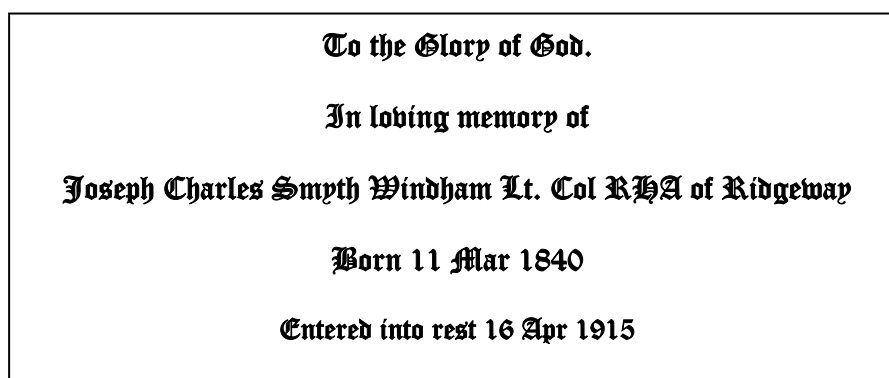 To the Glory of God.
In loving memory of
Joseph Charles Smyth Windham Lt. Col RHA of Ridgeway
Born 11 Mar 1840
Entered into rest 16 Apr 1915